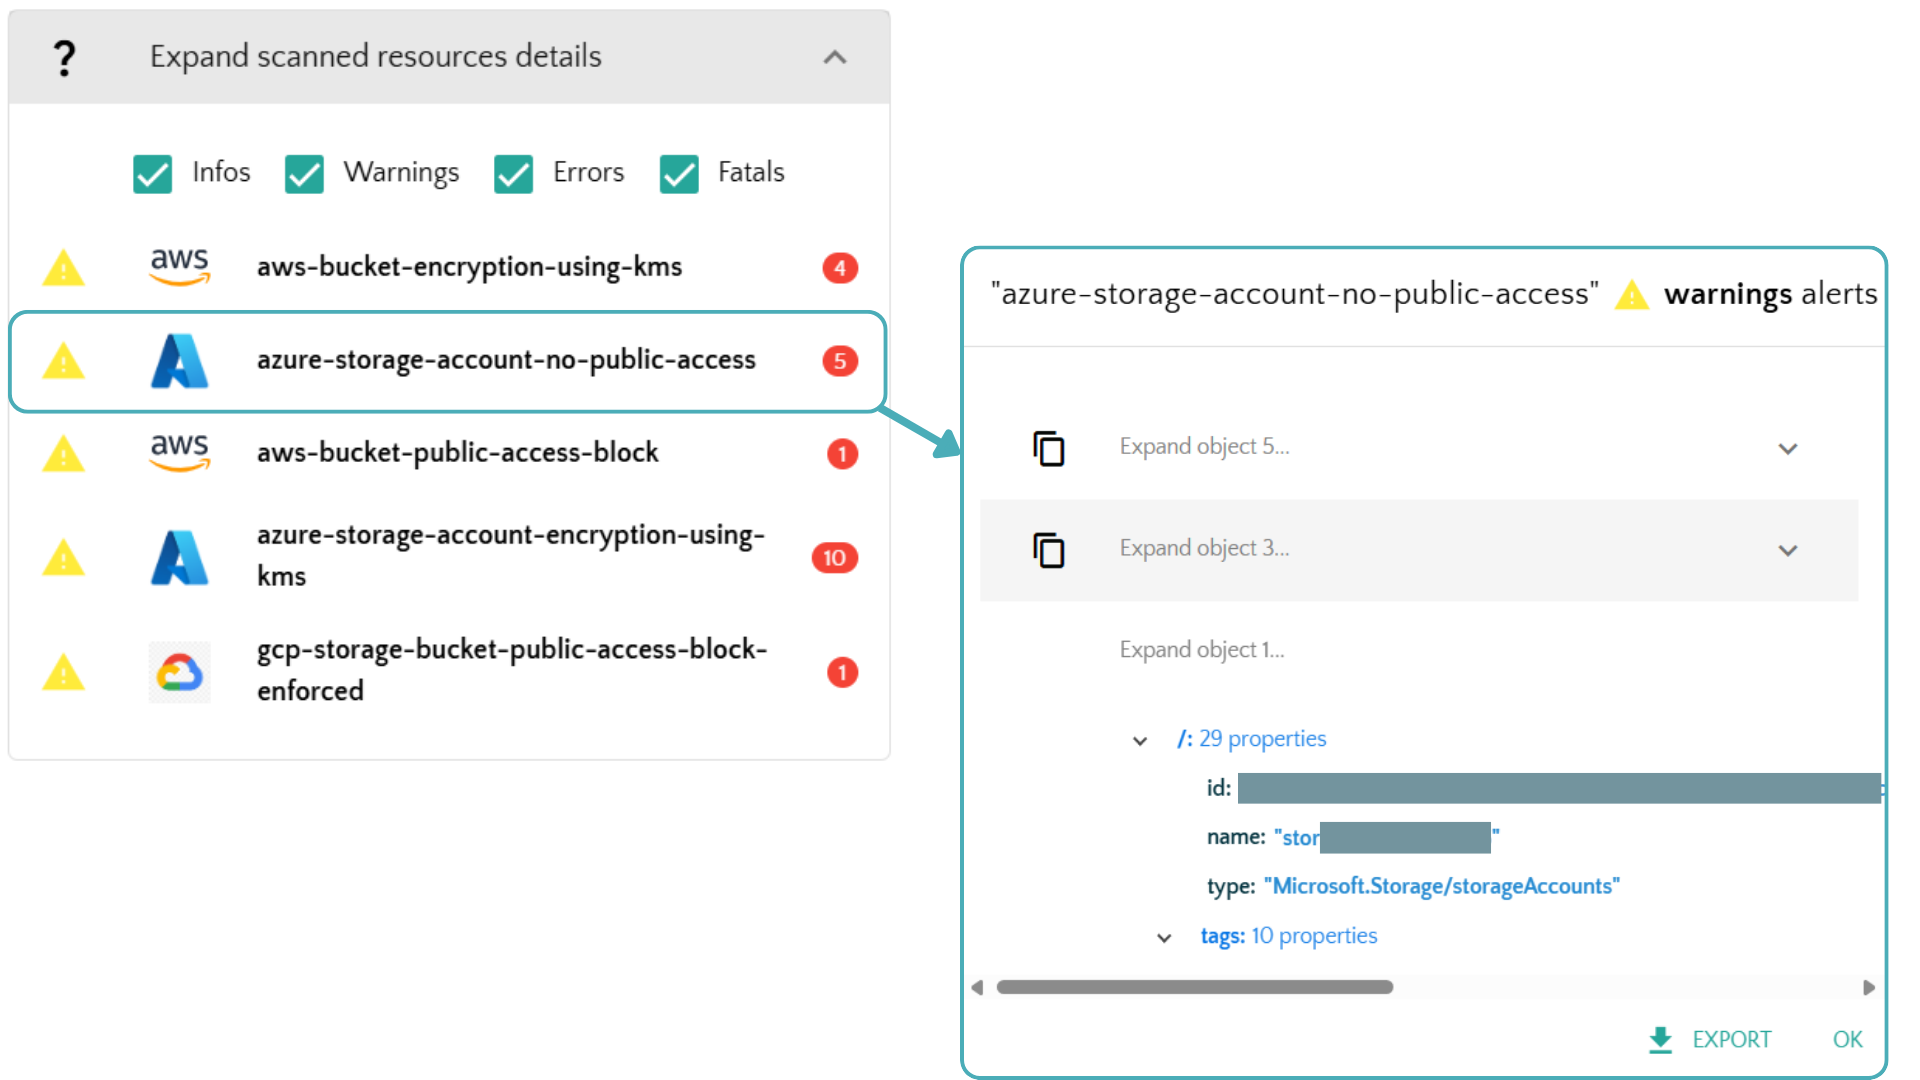 ? Expand scanned resources details
Infos Warnings Errors Fatals
aws aws-bucket-encryption-using-kms 4
azure-storage-account-no-public-access 5
aws aws-bucket-public-access-block 1
azure-storage-account-encryption-using-
kms 10
gcp-storage-bucket-public-access-block-
enforced 1
"azure-storage-account-no-public-access" warnings alerts
Expand object 5...
Expand object 3...
Expand object 1...
/: 29 properties
id:
name: "stor "
type: "Microsoft.Storage/storageAccounts"
tags: 10 properties
EXPORT OK